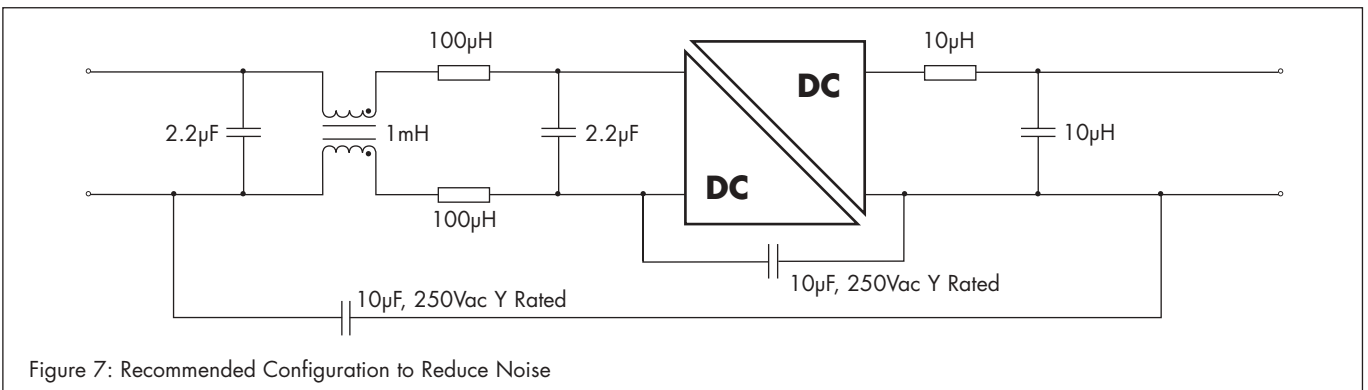 100µH
10µH
DC
2.2µF
1mH
2.2µF
10µH
DC
100µH
10µF, 250Vac Y Rated
10µF, 250Vac Y Rated
Figure 7: Recommended Configuration to Reduce Noise